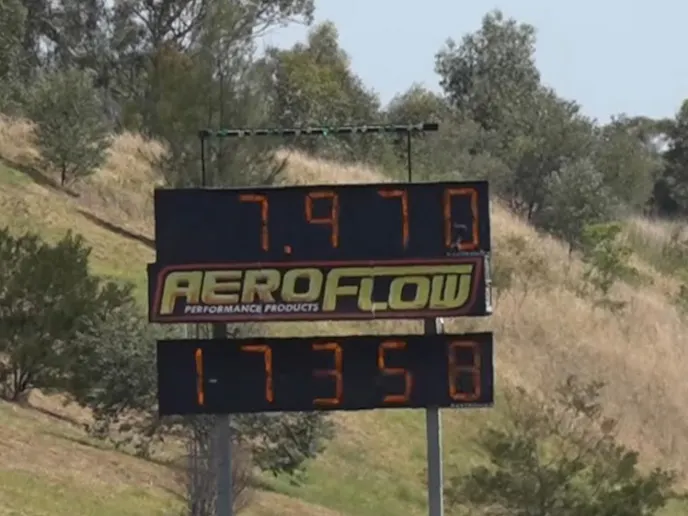 7.970
AEROFLOW
PERFORMANCE PRODUCTS
173.58